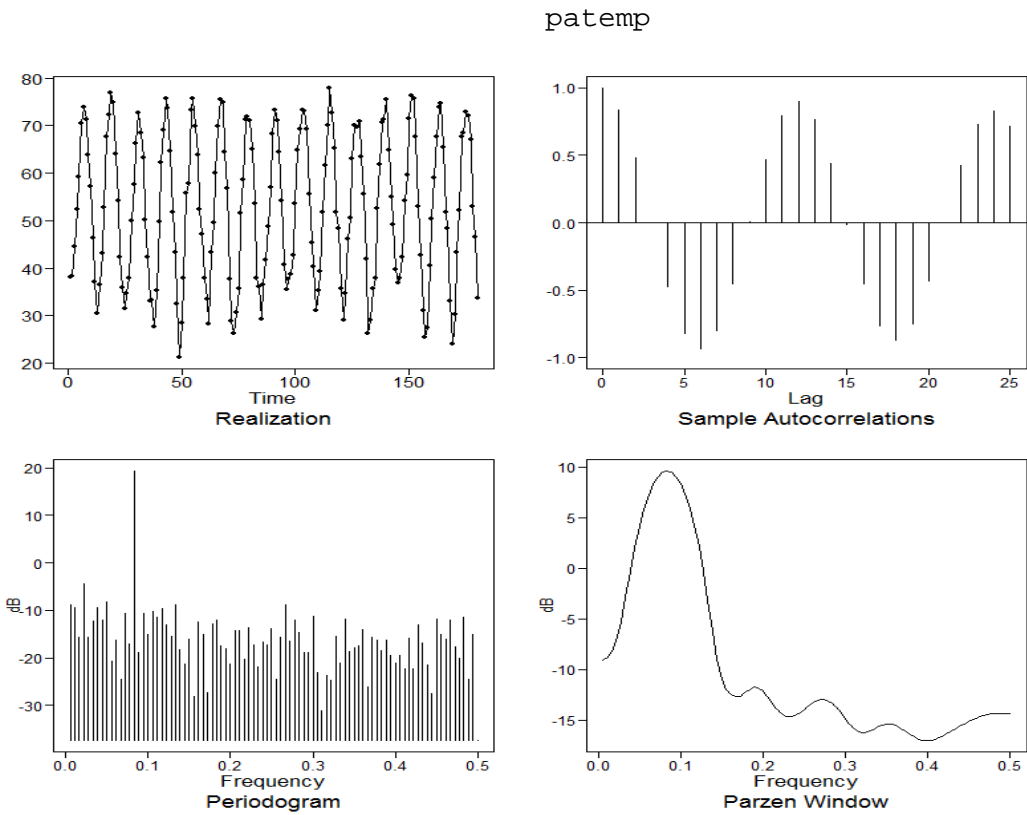 patemp
80
70
60
50
40
30
20
0 50 100 150
Time
Realization
1.0
0.5
0.0
-0.5
-1.0
0 5 10 15 20 25
Lag
Sample Autocorrelations
20
10
0
-10
-20
-30
dB
0.0 0.1 0.2 0.3 0.4 0.5
Frequency
Periodogram
10
5
0
-5
-10
-15
dB
0.0 0.1 0.2 0.3 0.4 0.5
Frequency
Parzen Window